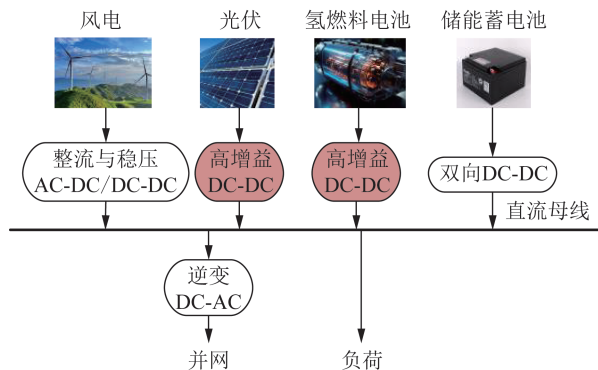 风电
光伏
氢燃料电池
储能蓄电池
整流与稳压
AC-DC/DC-DC
高增益
DC-DC
高增益
DC-DC
双向DC-DC
直流母线
逆变
DC-AC
并网
负荷